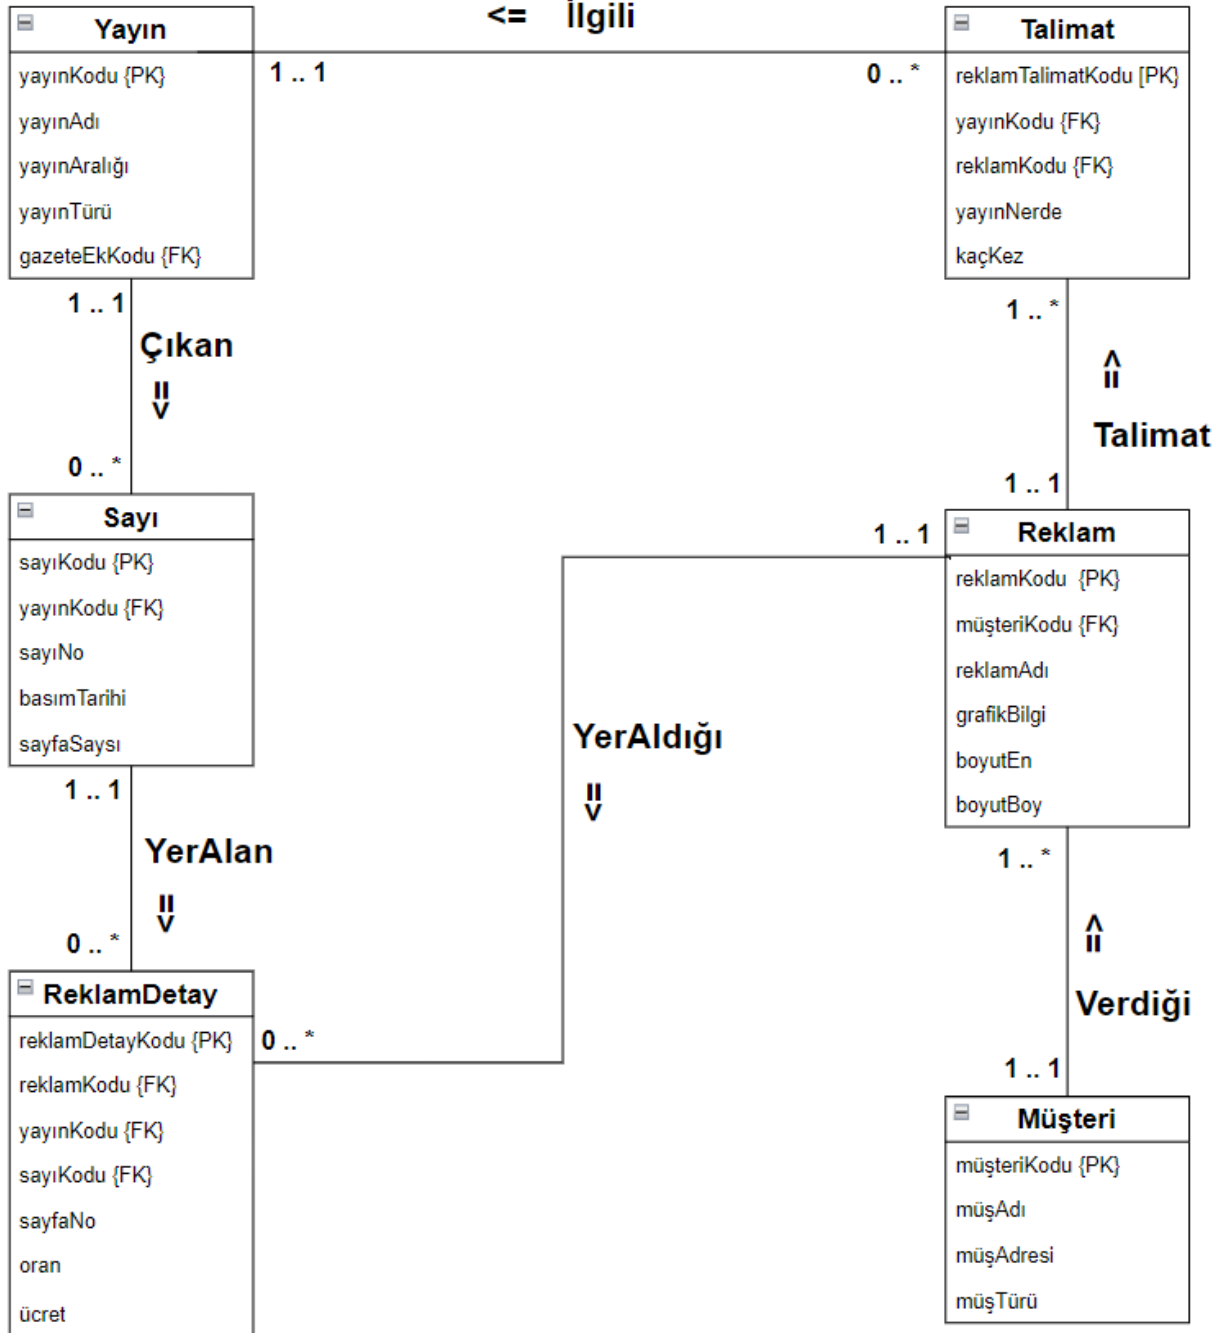 <= İlgili
Yayın
yayınKodu {PK}
yayınAdı
yayınAralığı
yayınTürü
gazeteEkKodu {FK}
1 .. 1
0 .. *
Talimat
reklamTalimatKodu [PK}
yayınKodu {FK}
reklamKodu {FK}
yayınNerde
kaçKez
1 .. 1
Çıkan
=>
0 .. *
1 .. *
=>
Talimat
1 .. 1
Sayı
sayıKodu {PK}
yayınKodu {FK}
sayıNo
basımTarihi
sayfaSaysı
1 .. 1
Reklam
reklamKodu {PK}
müşteriKodu {FK}
reklamAdı
grafikBilgi
boyutEn
boyutBoy
YerAldığı
=>
1 .. 1
YerAlan
=>
0 .. *
1 .. *
=>
Verdiği
1 .. 1
ReklamDetay
reklamDetayKodu {PK}
reklamKodu {FK}
yayınKodu {FK}
sayıKodu {FK}
sayfaNo
oran
ücret
0 .. *
Müşteri
müşteriKodu {PK}
müşAdı
müşAdresi
müşTürü